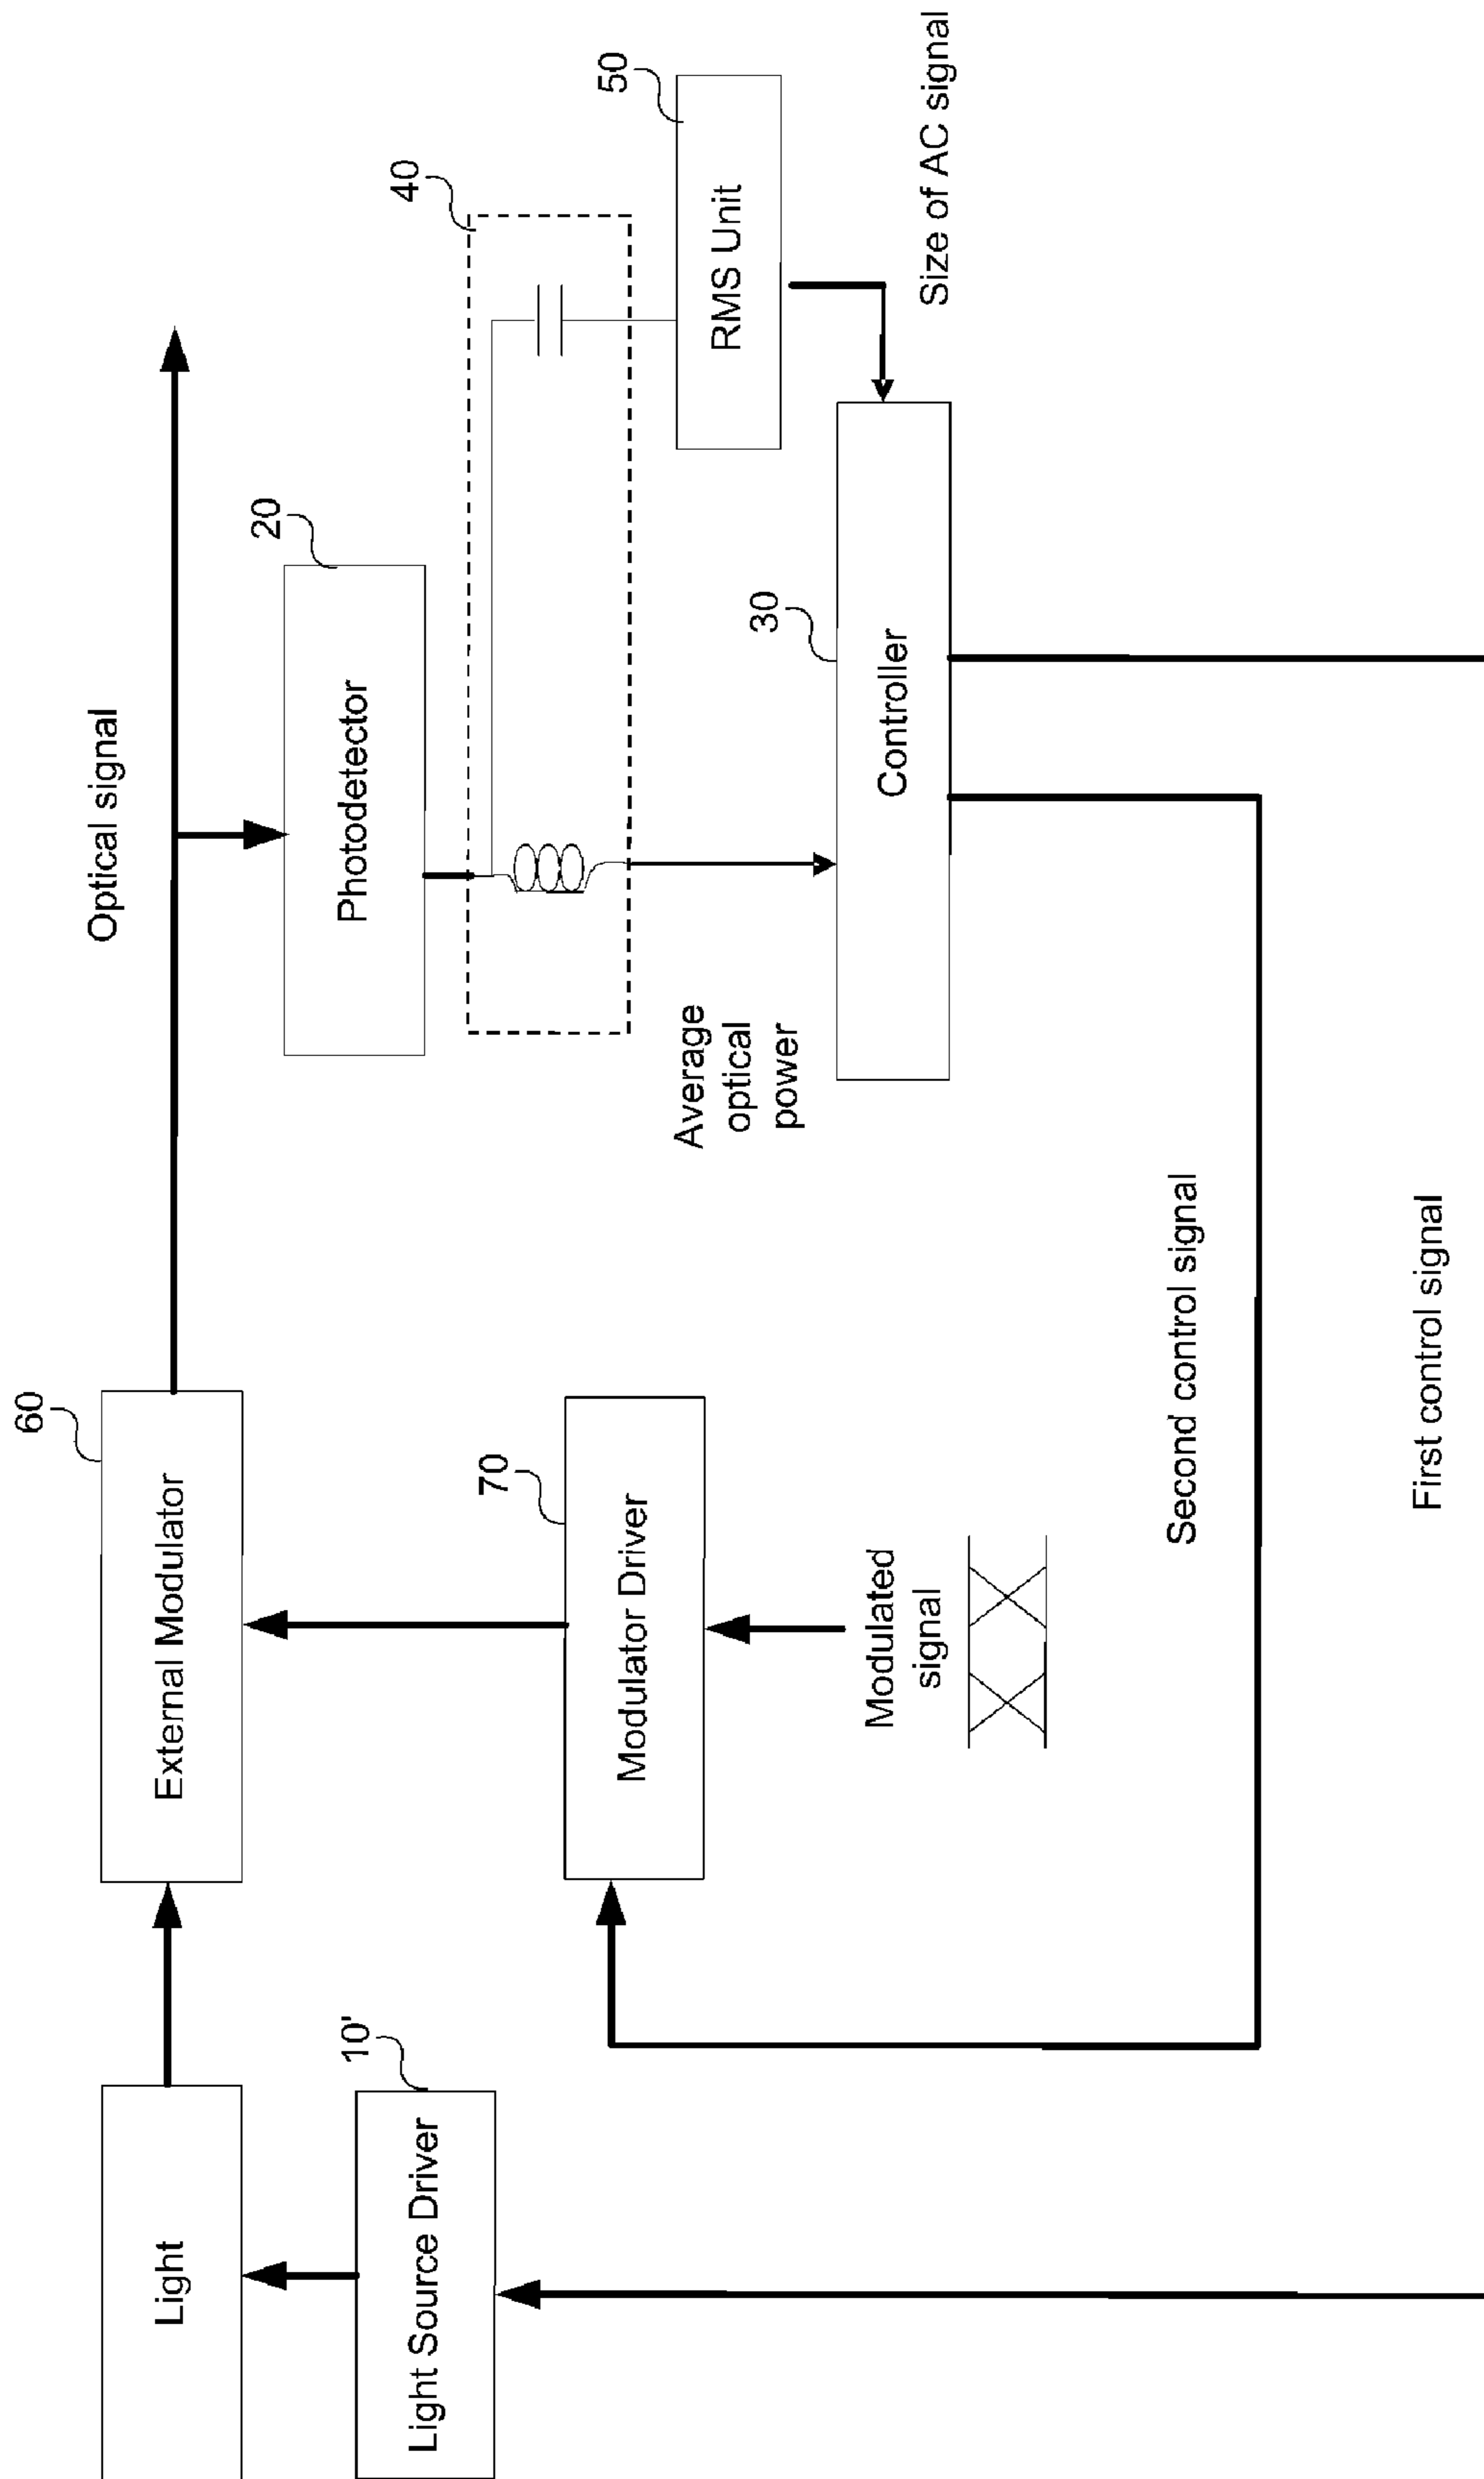 Optical signal
60
Light
External Modulator
20
Photodetector
10'
Light Source Driver
40
70
Modulator Driver
50
RMS Unit
Average
optical
power
30
Controller
Size of AC signal
Modulated
signal
Second control signal
First control signal